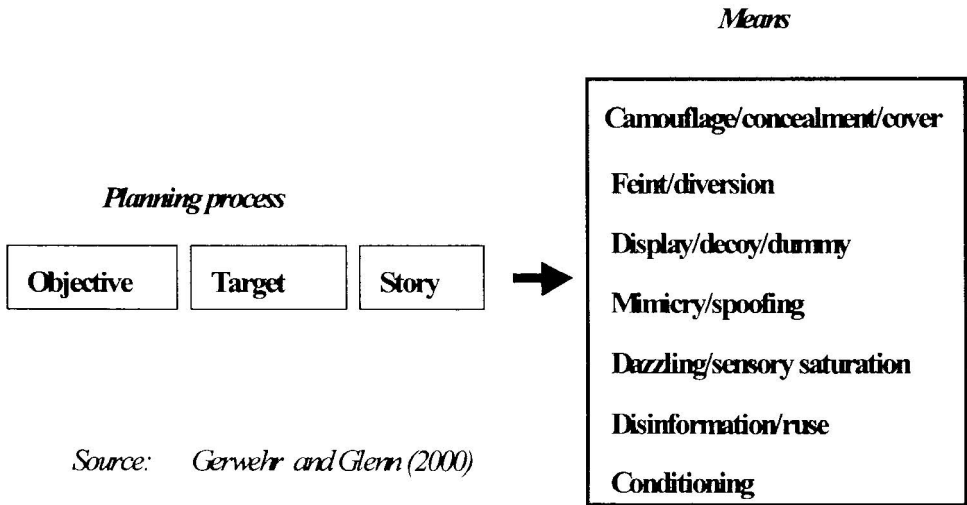 Means
Camouflage/concealment/cover
Feint/diversion
Planning process
Display/decoy/dummy
Objective Target Story
Mimicry/spoofing
Dazzling/sensory saturation
Disinformation/ruse
Source: Gerwehr and Glenn (2000)
Conditioning